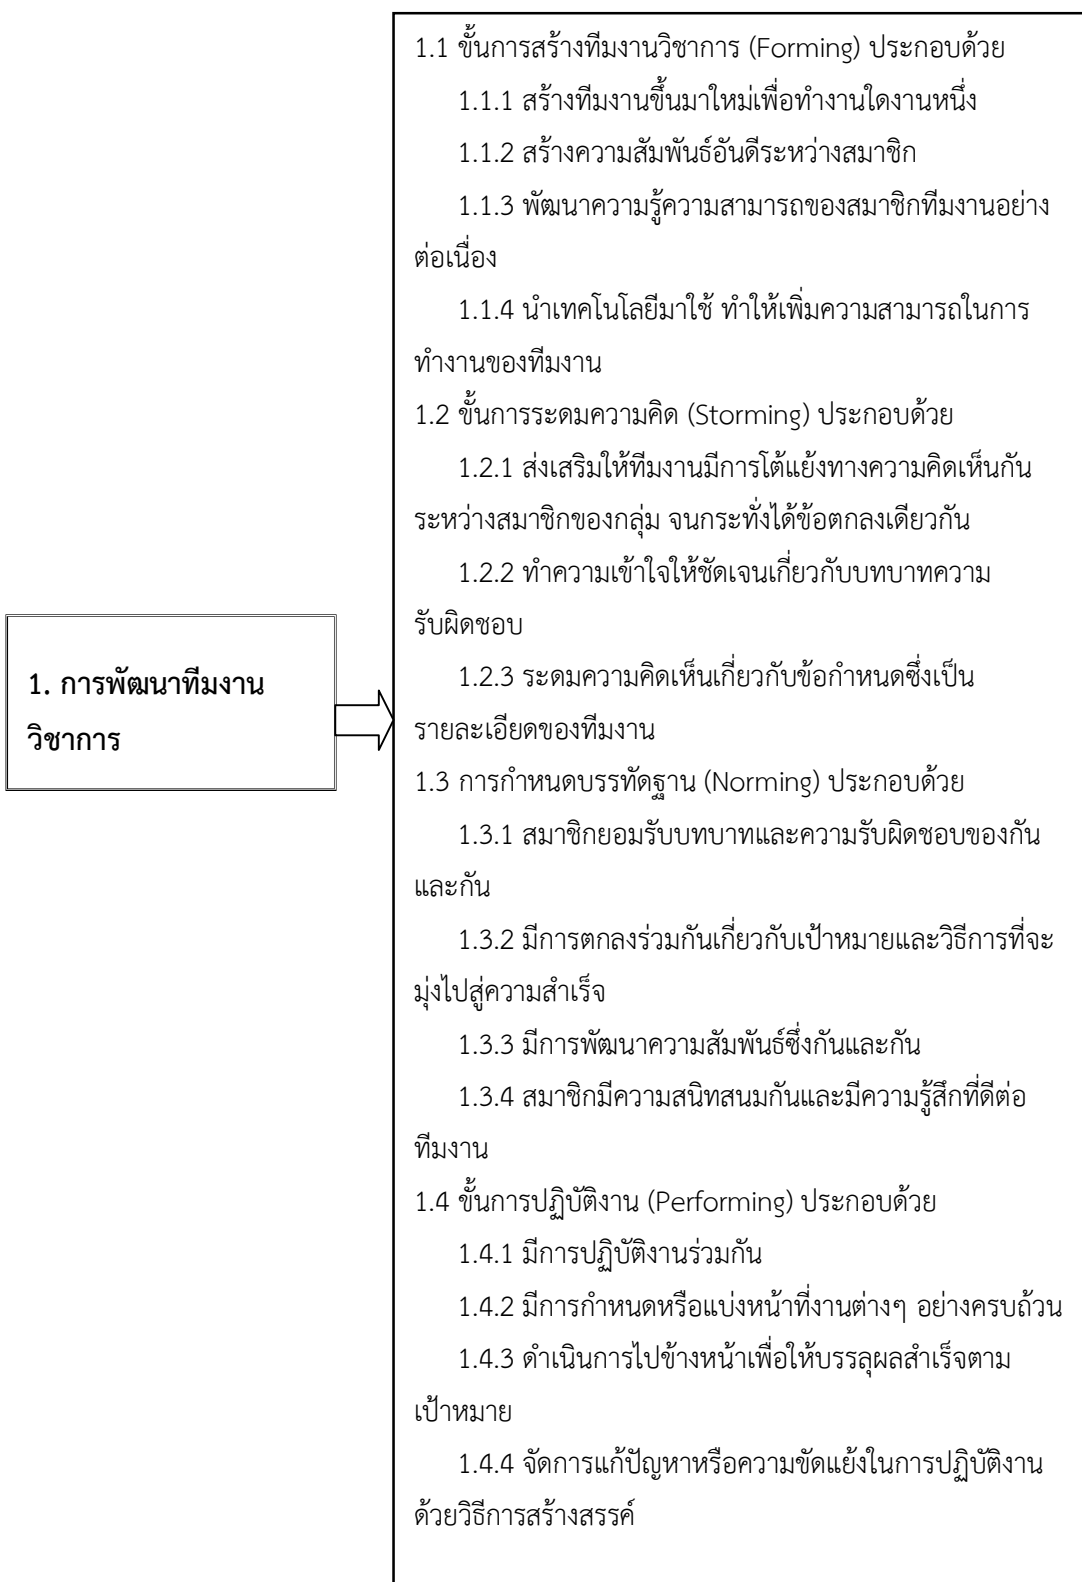 1. การพัฒนาทีมงาน
วิชาการ
1.1 ขั้นการสร้างทีมงานวิชาการ (Forming) ประกอบด้วย
1.1.1 สร้างทีมงานขึ้นมาใหม่เพื่อทำงานใดงานหนึ่ง
1.1.2 สร้างความสัมพันธ์อันดีระหว่างสมาชิก
1.1.3 พัฒนาความรู้ความสามารถของสมาชิกทีมงานอย่าง
ต่อเนื่อง
1.1.4 นำเทคโนโลยีมาใช้ ทำให้เพิ่มความสามารถในการ
ทำงานของทีมงาน
1.2 ขั้นการระดมความคิด (Storming) ประกอบด้วย
1.2.1 ส่งเสริมให้ทีมงานมีการโต้แย้งทางความคิดเห็นกัน
ระหว่างสมาชิกของกลุ่ม จนกระทั่งได้ข้อตกลงเดียวกัน
1.2.2 ทำความเข้าใจให้ชัดเจนเกี่ยวกับบทบาทความ
รับผิดชอบ
1.2.3 ระดมความคิดเห็นเกี่ยวกับข้อกำหนดซึ่งเป็น
รายละเอียดของทีมงาน
1.3 การกำหนดบรรทัดฐาน (Norming) ประกอบด้วย
1.3.1 สมาชิกยอมรับบทบาทและความรับผิดชอบของกัน
และกัน
1.3.2 มีการตกลงร่วมกันเกี่ยวกับเป้าหมายและวิธีการที่จะ
มุ่งไปสู่ความสำเร็จ
1.3.3 มีการพัฒนาความสัมพันธ์ซึ่งกันและกัน
1.3.4 สมาชิกมีความสนิทสนมกันและมีความรู้สึกที่ดีต่อ
ทีมงาน
1.4 ขั้นการปฏิบัติงาน (Performing) ประกอบด้วย
1.4.1 มีการปฏิบัติงานร่วมกัน
1.4.2 มีการกำหนดหรือแบ่งหน้าที่งานต่างๆ อย่างครบถ้วน
1.4.3 ดำเนินการไปข้างหน้าเพื่อให้บรรลุผลสำเร็จตาม
เป้าหมาย
1.4.4 จัดการแก้ปัญหาหรือความขัดแย้งในการปฏิบัติงาน
ด้วยวิธีการสร้างสรรค์